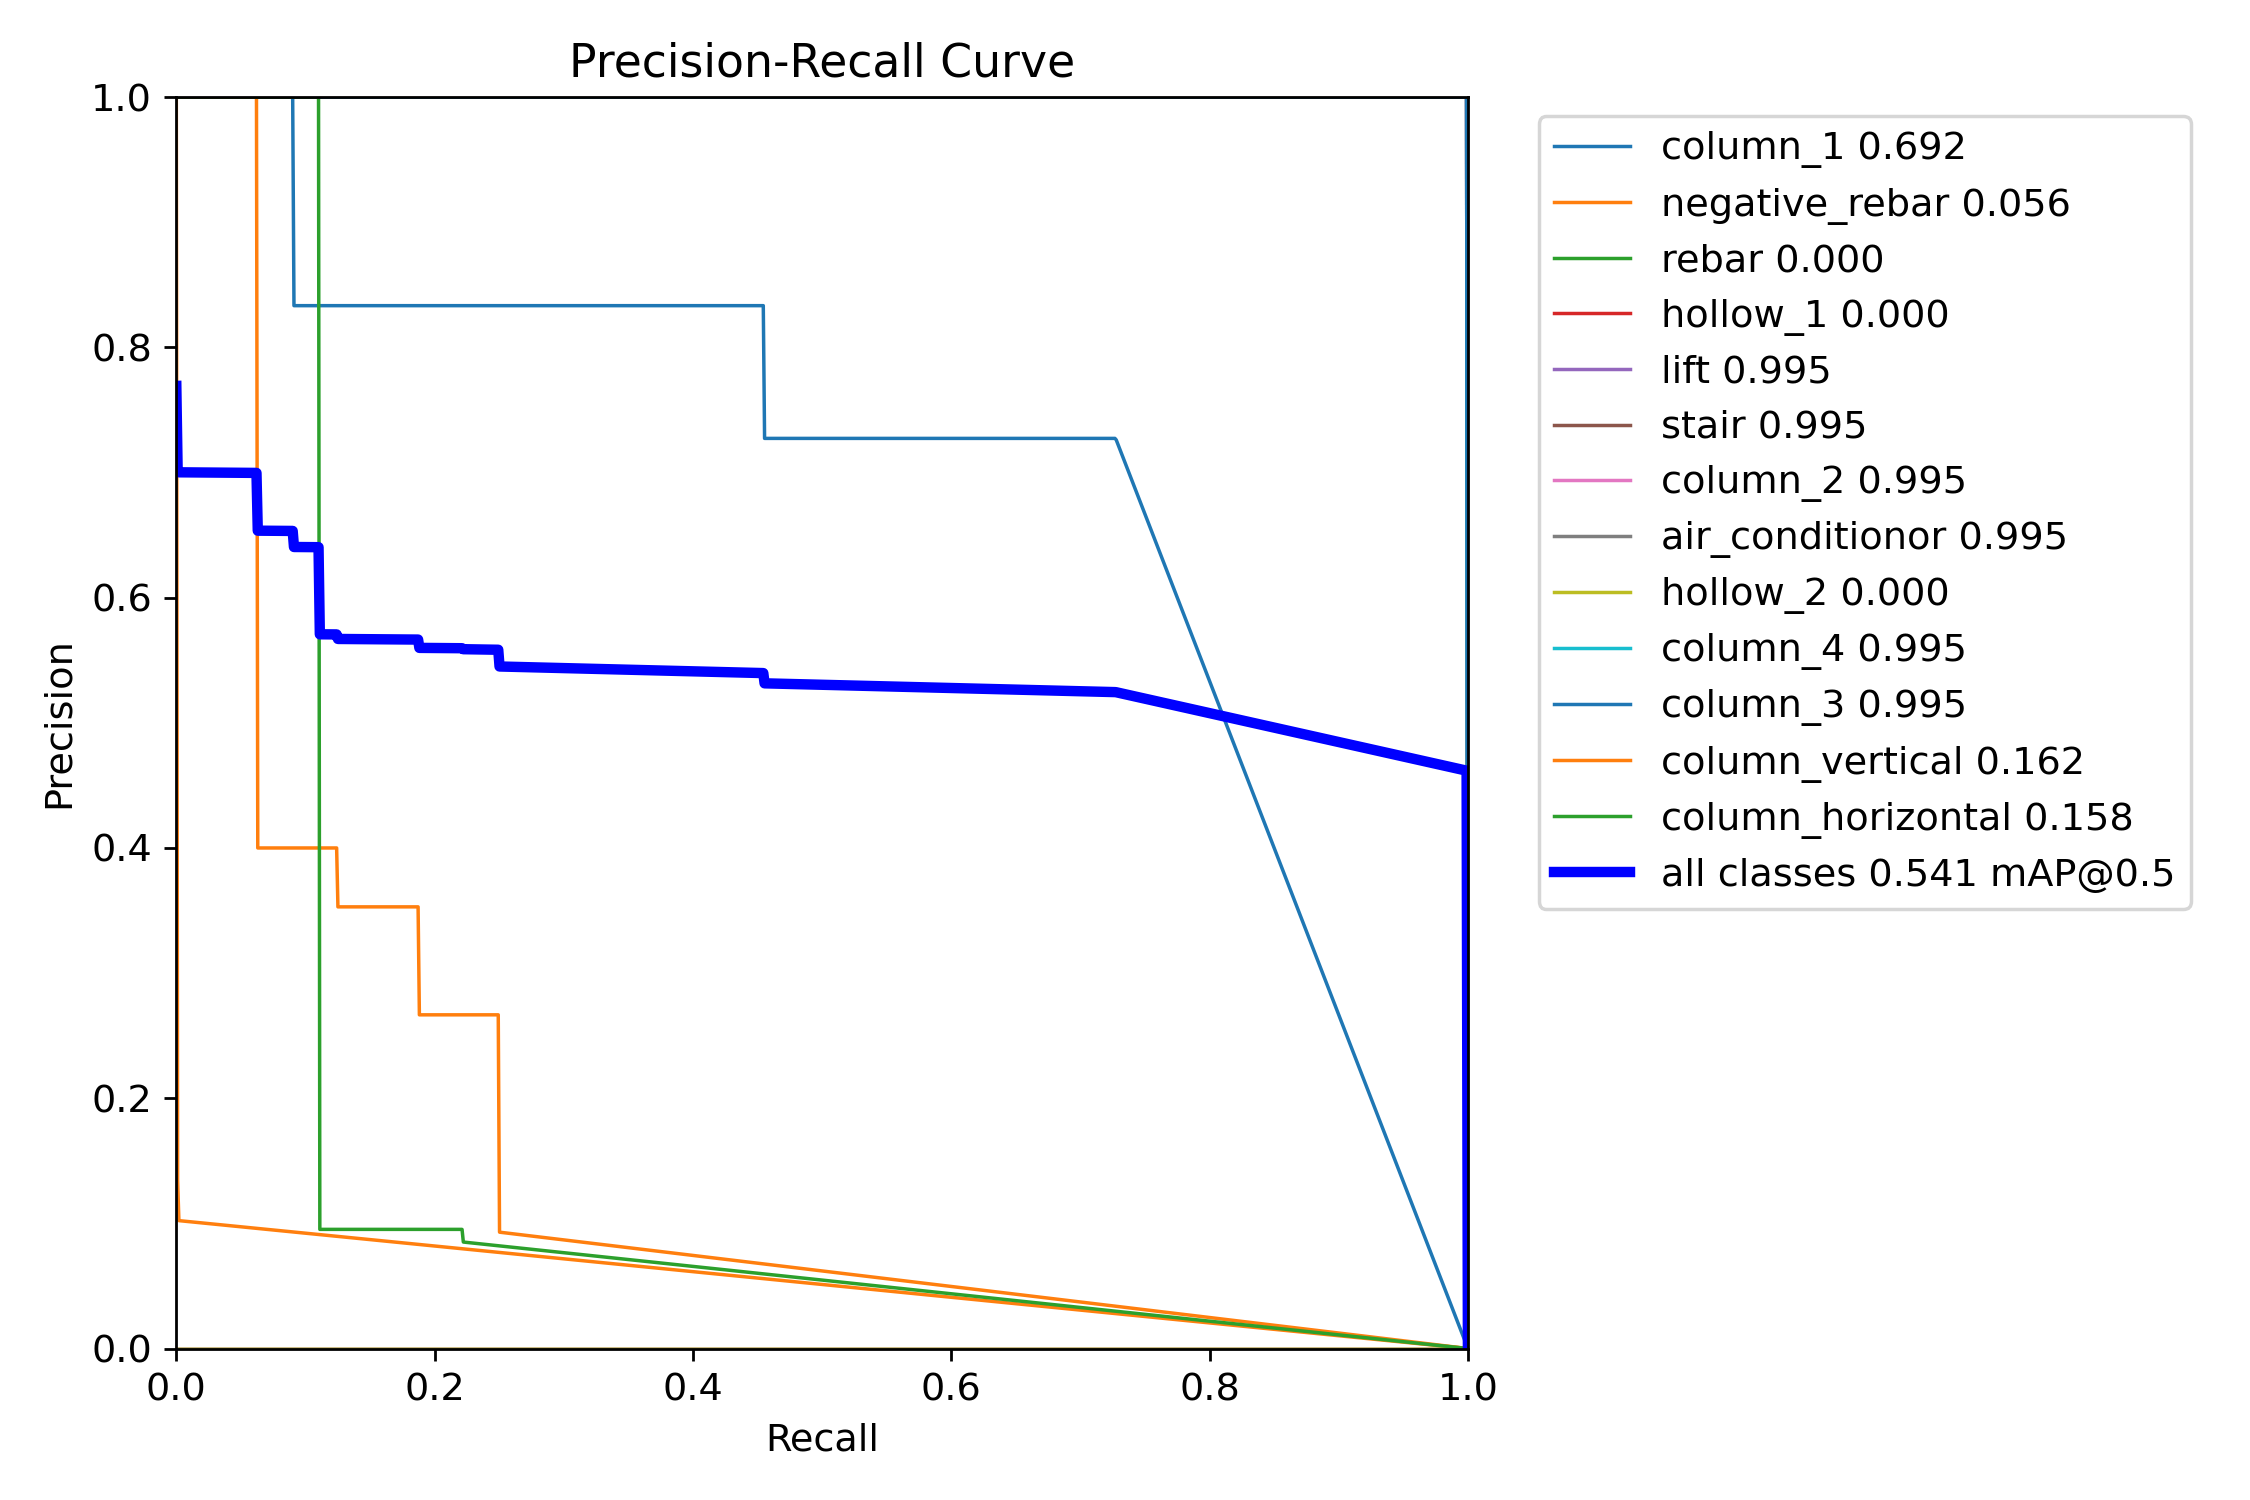 Precision-Recall Curve
1.0
0.8
0.6
0.4
0.2
0.0
Precision
0.0 0.2 0.4 0.6 0.8 1.0
Recall
column_1 0.692
negative_rebar 0.056
rebar 0.000
hollow_1 0.000
lift 0.995
stair 0.995
column_2 0.995
air_conditionor 0.995
hollow_2 0.000
column_4 0.995
column_3 0.995
column_vertical 0.162
column_horizontal 0.158
all classes 0.541 mAP@0.5